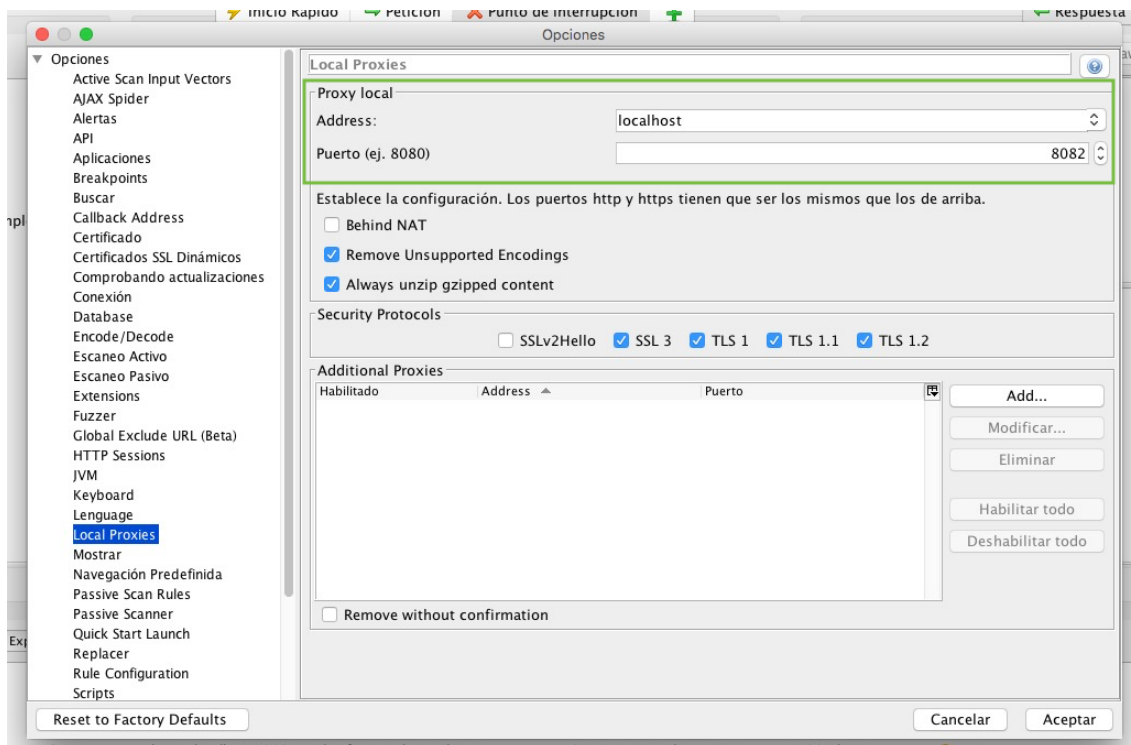 Inicio Rápido
Petición
Punto de interrupción
Respuesta
Opciones
Opciones
Active Scan Input Vectors
AJAX Spider
Alertas
API
Aplicaciones
Breakpoints
Buscar
Callback Address
Certificado
Certificados SSL Dinámicos
Comprobando actualizaciones
Conexión
Database
Encode/Decode
Escaneo Activo
Escaneo Pasivo
Extensions
Fuzzer
Global Exclude URL (Beta)
HTTP Sessions
JVM
Keyboard
Lenguage
Local Proxies
Mostrar
Navegación Predefinida
Passive Scan Rules
Passive Scanner
Quick Start Launch
Replacer
Rule Configuration
Scripts
Local Proxies
Proxy local
Address: localhost
Puerto (ej. 8080) 8082
Establece la configuración. Los puertos http y https tienen que ser los mismos que los de arriba.
Behind NAT
Remove Unsupported Encodings
Always unzip gzipped content
Security Protocols
SSLv2Hello SSL 3 TLS 1 TLS 1.1 TLS 1.2
Additional Proxies
Habilitado Address Puerto
Add...
Modificar...
Eliminar
Habilitar todo
Deshabilitar todo
Remove without confirmation
Reset to Factory Defaults
Cancelar
Aceptar